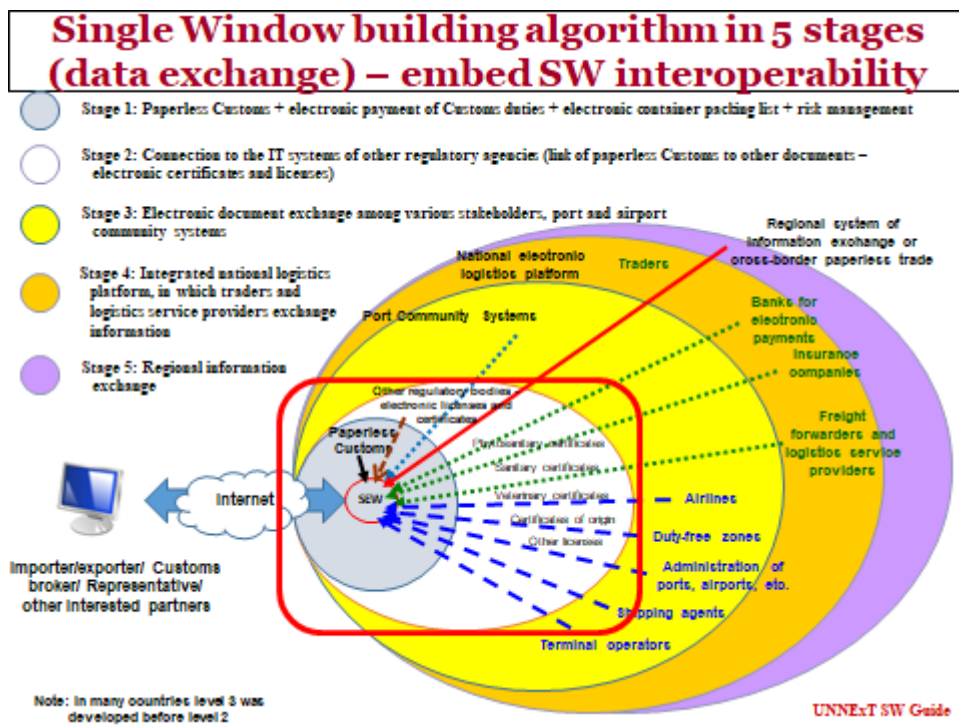 Single Window building algorithm in 5 stages
(data exchange) – embed SW interoperability
Stage 1: Paperless Customs + electronic payment of Customs duties + electronic container packing list + risk management
Stage 2: Connection to the IT systems of other regulatory agencies (link of paperless Customs to other documents –
electronic certificates and licenses)
Stage 3: Electronic document exchange among various stakeholders, port and airport
community systems
Stage 4: Integrated national logistics
platform, in which traders and
logistics service providers exchange
information
Stage 5: Regional information
exchange
Regional system of
information exchange or
cross-border paperless trade
National electronic
logistics platform
Traders
Port Community Systems
Banks for
electronic
payments
Insurance
companies
Other regulatory bodies
electronic licenses and
certificates
Paperless
Customs
Phytosanitary certificates
Sanitary certificates
Veterinary certificates
Certificates of origin
Other licenses
Freight
forwarders and
logistics service
providers
Internet
SEW
Airlines
Duty-free zones
Administration of
ports, airports, etc.
Shipping agents
Terminal operators
Importer/exporter/ Customs
broker/ Representative/
other interested partners
Note: In many countries level 3 was
developed before level 2
UNNExT SW Guide